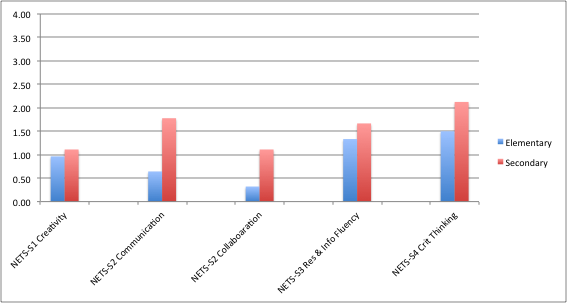 4.00
3.50
3.00
2.50
2.00
1.50
1.00
0.50
0.00
NETS-S1 Creativity
NETS-S2 Communication
NETS-S2 Collaboaration
NETS-S3 Res & Info Fluency
NETS-S4 Crit Thinking
Elementary
Secondary